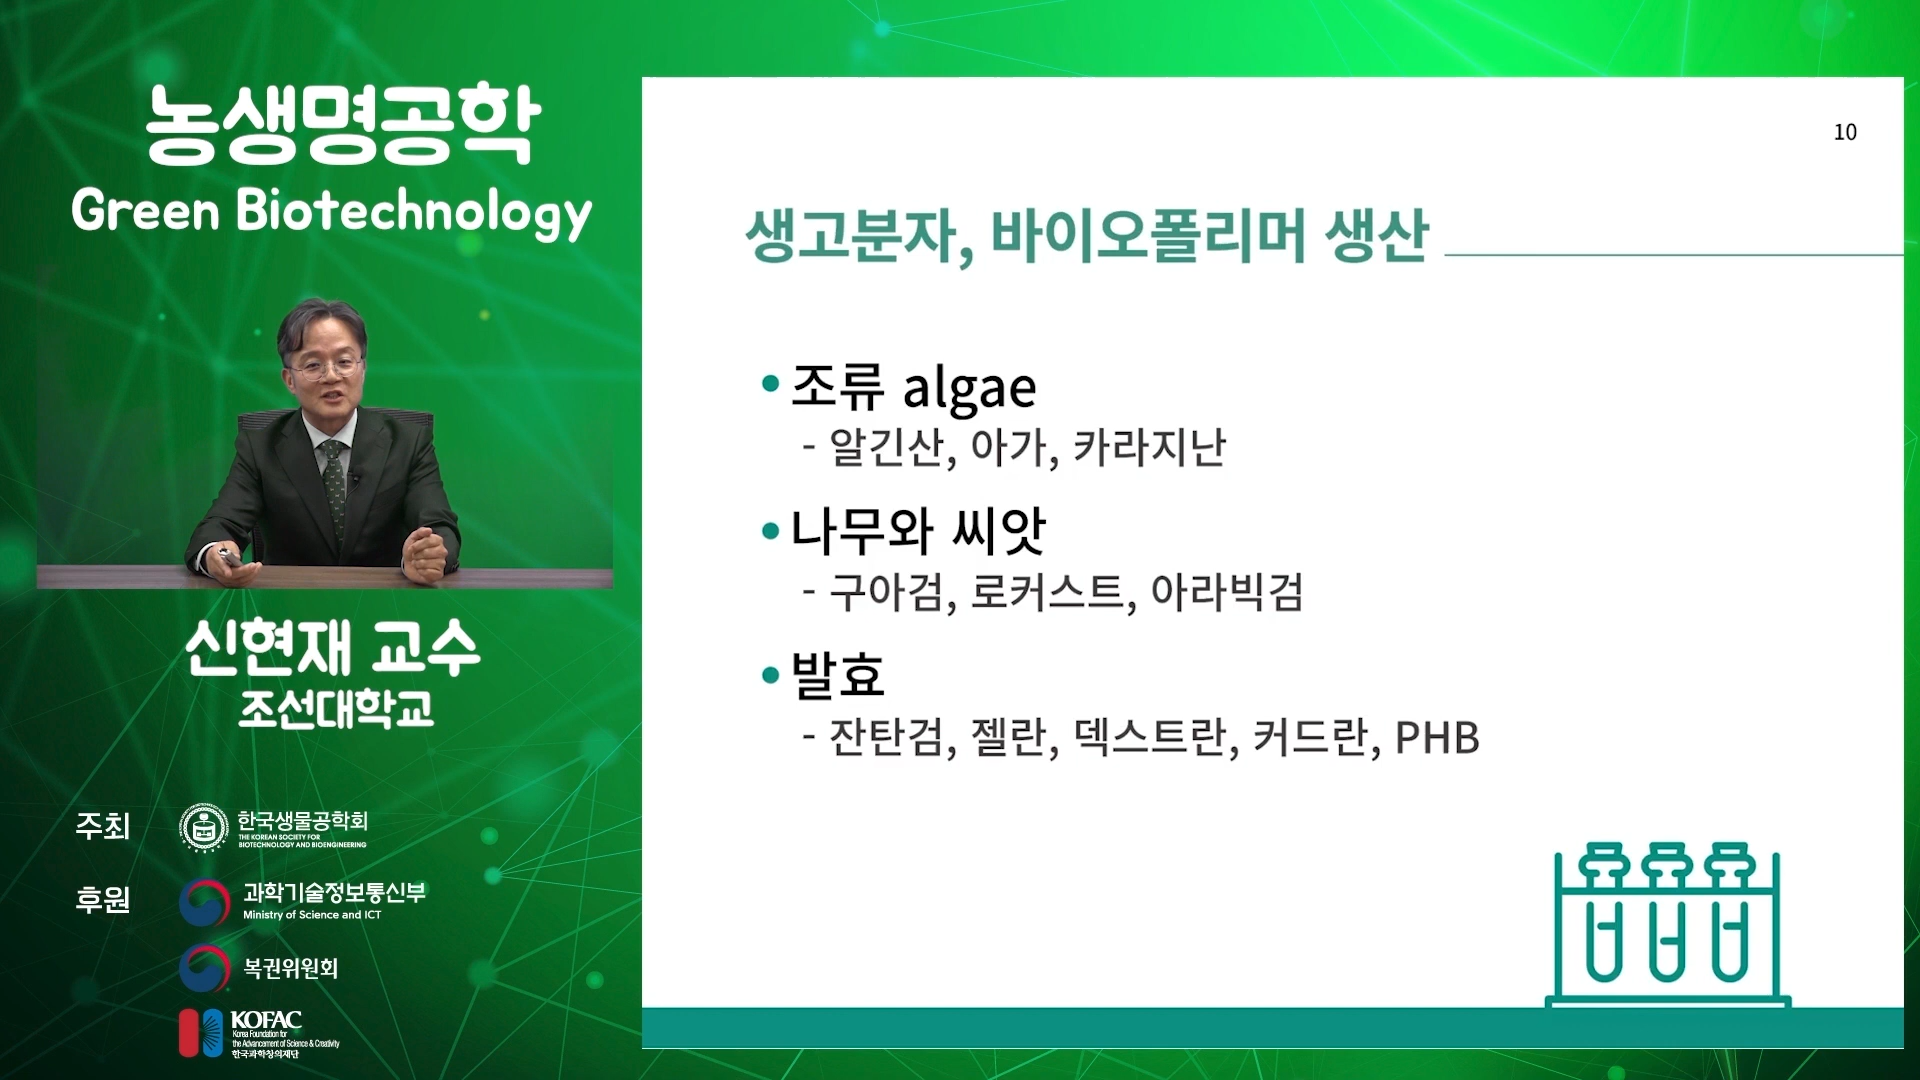 농생명공학
Green Biotechnology
신현재 교수
조선대학교
주최
한국생물공학회
THE KOREAN SOCIETY FOR
BIOTECHNOLOGY AND BIOENGINEERING
후원
과학기술정보통신부
Ministry of Science and ICT
복권위원회
KOFAC
Korea Foundation for
the Advancement of Science & Creativity
한국과학창의재단
10
생고분자, 바이오폴리머 생산
• 조류 algae
- 알긴산, 아가, 카라지난
• 나무와 씨앗
- 구아검, 로커스트, 아라빅검
• 발효
- 잔탄검, 젤란, 덱스트란, 커드란, PHB